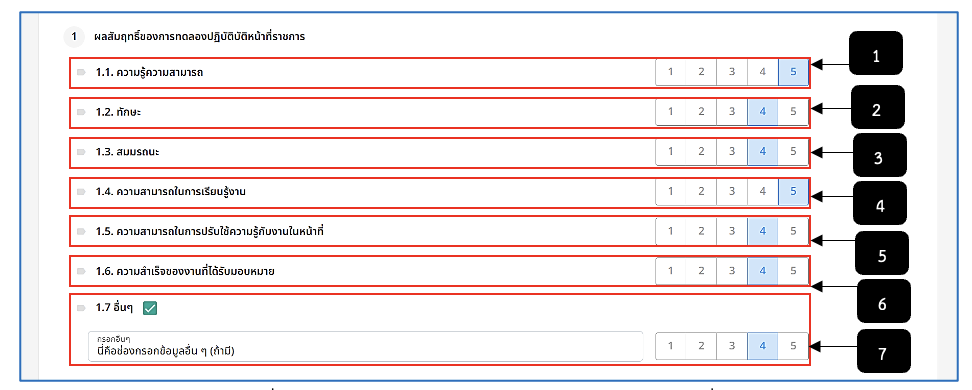 1 ผลสัมฤทธิ์ของการทดลองปฏิบัติบัติหน้าที่ราชการ
1.1. ความรู้ความสามารถ 1 2 3 4 5 1
1.2. ทักษะ 1 2 3 4 5 2
1.3. สมมรถนะ 1 2 3 4 5 3
1.4. ความสามารถในการเรียนรู้งาน 1 2 3 4 5 4
1.5. ความสามารถในการปรับใช้ความรู้กับงานในหน้าที่ 1 2 3 4 5 5
1.6. ความสำเร็จของงานที่ได้รับมอบหมาย 1 2 3 4 5 6
1.7 อื่นๆ
กรอกอื่นๆ
นี่คือช่องกรอกข้อมูลอื่น ๆ (ถ้ามี) 1 2 3 4 5 7